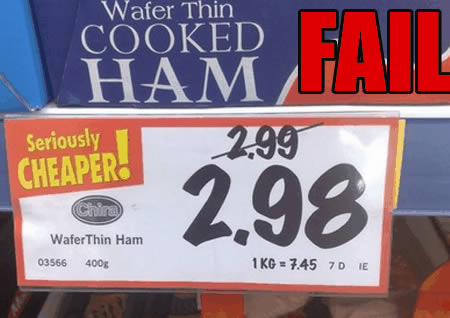 Wafer Thin
COOKED
HAM
FAIL
Seriously
CHEAPER!
2.99
2.98
Chira
WaferThin Ham
03566 400g
1 KG = 7.45 7 D IE